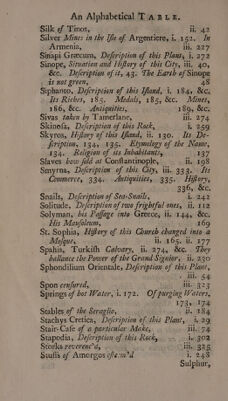 An Alphabetical TABLE.
Silk of Tinos, ii. 42
Silver Mines in the Isle of Argentiere, i. 152. In
Armenia, iii. 227
Sinapi Græcum, Description of this Plant, i. 272
Sinope, Situation and History of this City, iii. 40,
&c. Description of it, 43. The Earth of Sinope
is not green, 48
Siphanto, Description of this Island, i. 184, &c.
Its Riches, 185. Medals, 185, &c. Mines,
186, &c. Antiquities, 189, &c.
Sivas taken by Tamerlane, iii. 274
Skinosa, Description of this Rock, i. 259
Skyros, History of this Island, ii. 130. Its De-
scription, 134, 135. Etymology of the Name,
134. Religion of its Inhabitants, 137
Slaves how sold at Constantinople, ii. 198
Smyrna, Description of this City, iii. 333. Its
Commerce, 334. Antiquities, 335. History,
336, &c.
Snails, Description of Sea-Snails, i. 242
Solitude, Description of two frightful ones, ii. 112
Solyman, his Passage into Greece, ii. 144, &c.
His Mausoleum, 169
St. Sophia, History of this Church changed into a
Mosque, ii. 165. ii. 177
Spahis, Turkish Calvary, ii. 274, &c. They
ballance the Power of the Grand Signior, ii. 230
Sphondilium Orientale, Description of this Plant,
iii. 54
Spon censured, iii. 323
Springs of hot Water, i. 172. Of purging Waters,
173, 174
Stables of the Seraglio, ii. 184
Stachys Cretica, Description of this Plant, i. 29
Stair-Case of a particular Make, iii. 74
Stapodia, Description of this Rock, i. 302
Storks reverenc'd, iii. 325
Stuffs of Amorgos esteem'd i. 248
Sulphur,